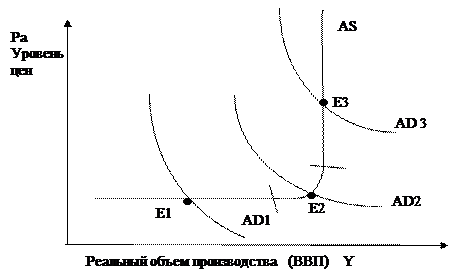 Ра
Уровень
цен
AS
E3
AD 3
E1
AD1
E2
AD2
Реальный объем производства (ВВП) Y